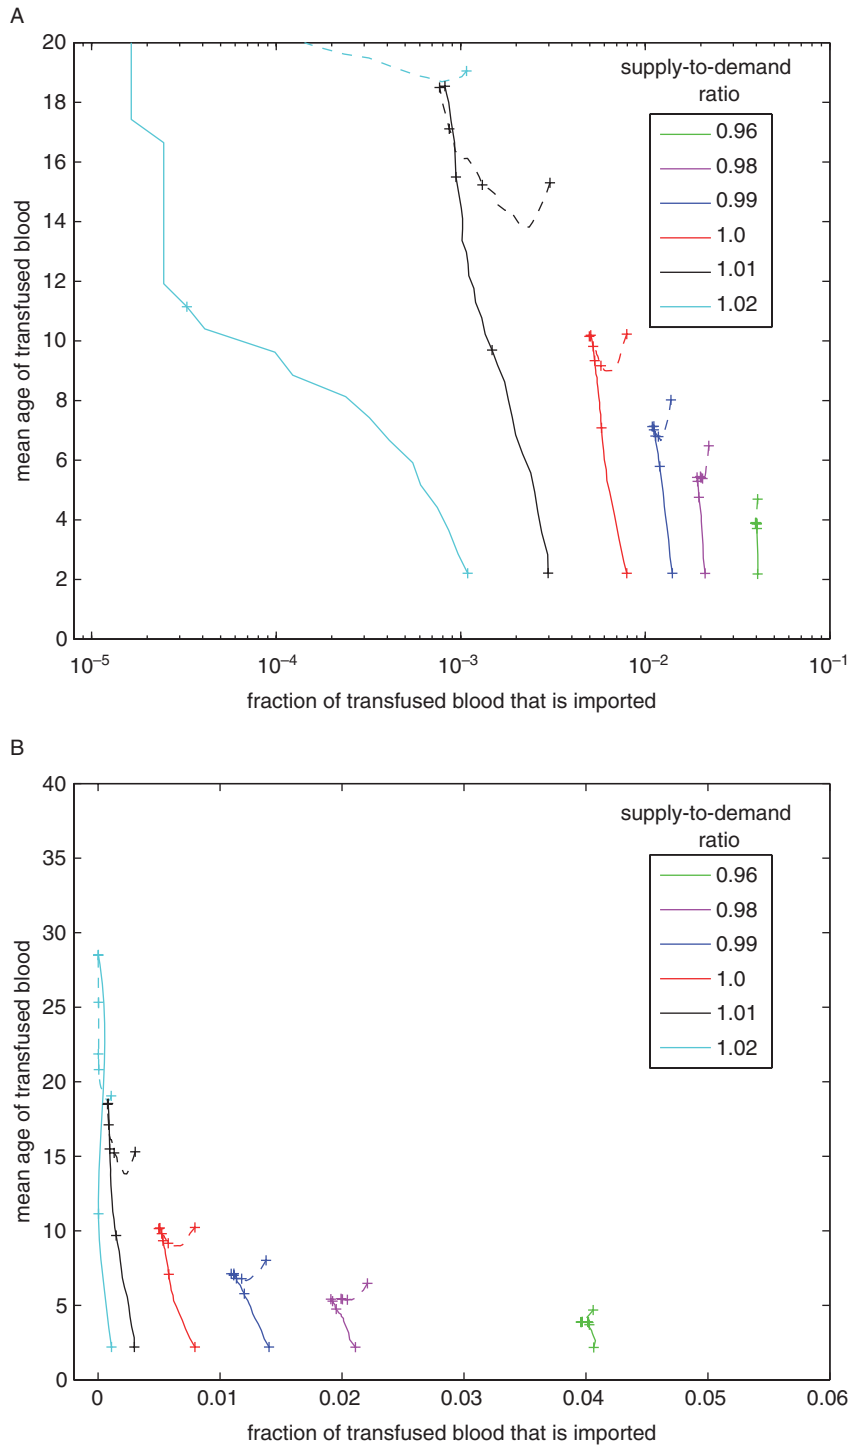 A
20
18
16
14
12
10
8
6
4
2
0
mean age of transfused blood
supply-to-demand
ratio
0.96
0.98
0.99
1.0
1.01
1.02
10⁻⁵ 10⁻⁴ 10⁻³ 10⁻² 10⁻¹
fraction of transfused blood that is imported
B
40
35
30
25
20
15
10
5
0
mean age of transfused blood
supply-to-demand
ratio
0.96
0.98
0.99
1.0
1.01
1.02
0 0.01 0.02 0.03 0.04 0.05 0.06
fraction of transfused blood that is imported